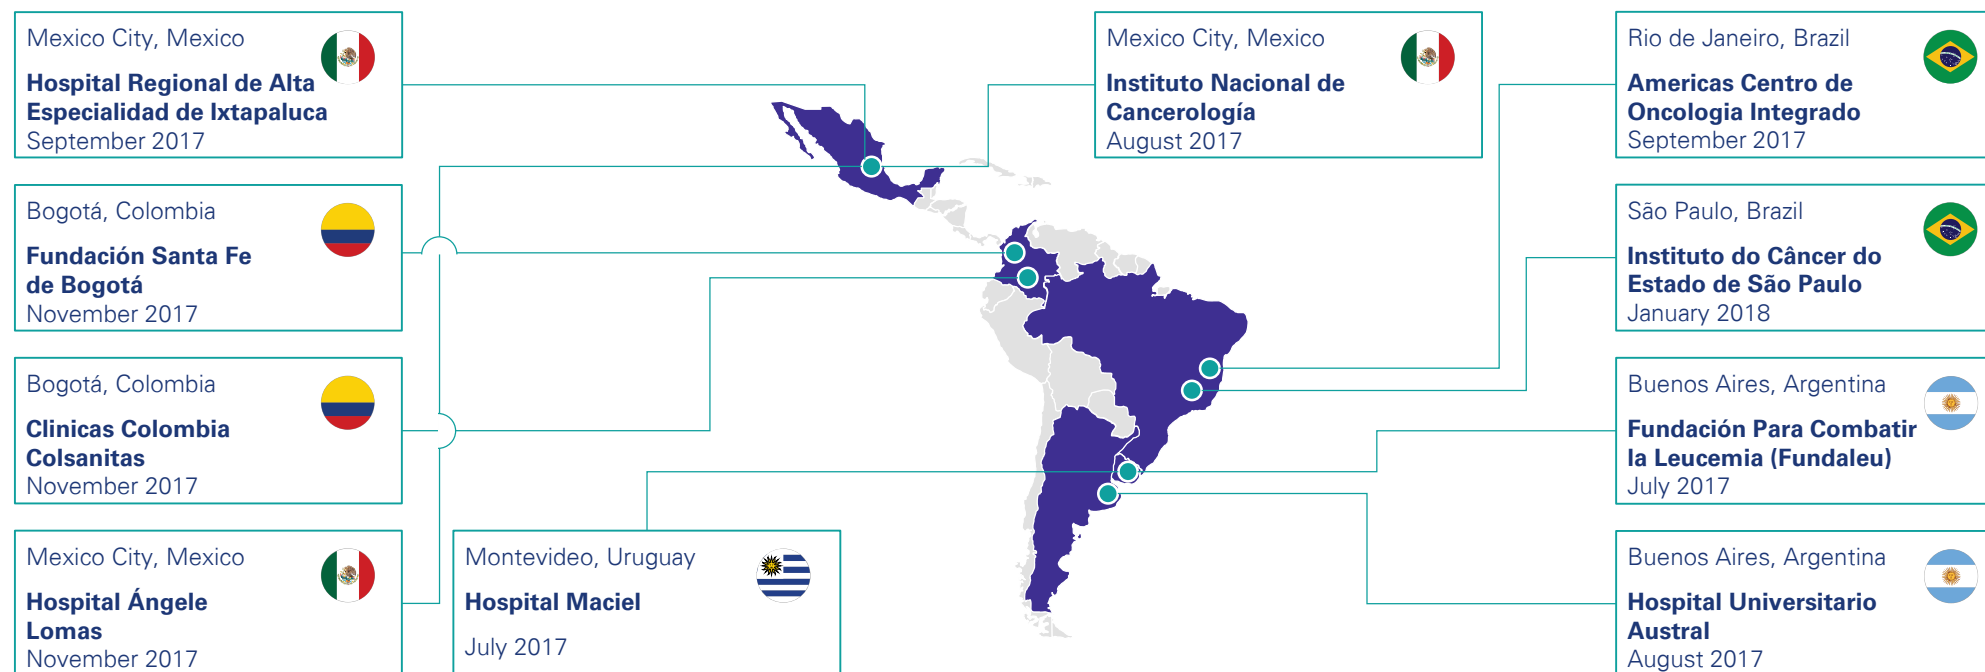 Mexico City, Mexico
Hospital Regional de Alta
Especialidad de Ixtapaluca
September 2017
Bogotá, Colombia
Fundación Santa Fe
de Bogotá
November 2017
Bogotá, Colombia
Clinicas Colombia
Colsanitas
November 2017
Mexico City, Mexico
Hospital Ángele
Lomas
November 2017
Montevideo, Uruguay
Hospital Maciel
July 2017
Mexico City, Mexico
Instituto Nacional de
Cancerología
August 2017
Rio de Janeiro, Brazil
Americas Centro de
Oncologia Integrado
September 2017
São Paulo, Brazil
Instituto do Câncer do
Estado de São Paulo
January 2018
Buenos Aires, Argentina
Fundación Para Combatir
la Leucemia (Fundaleu)
July 2017
Buenos Aires, Argentina
Hospital Universitario
Austral
August 2017